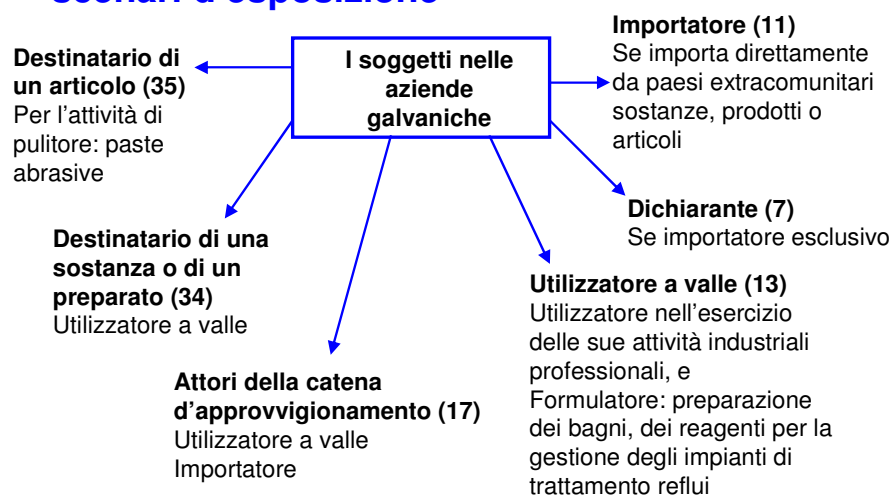 scenari d'esposizione
I soggetti nelle
aziende
galvaniche
Destinatario di
un articolo (35)
Per l'attività di
pulitore: paste
abrasive
Importatore (11)
Se importa direttamente
da paesi extracomunitari
sostanze, prodotti o
articoli
Dichiarante (7)
Se importatore esclusivo
Destinatario di una
sostanza o di un
preparato (34)
Utilizzatore a valle
Attori della catena
d'approvvigionamento (17)
Utilizzatore a valle
Importatore
Utilizzatore a valle (13)
Utilizzatore nell'esercizio
delle sue attività industriali
professionali, e
Formulatore: preparazione
dei bagni, dei reagenti per la
gestione degli impianti di
trattamento reflui